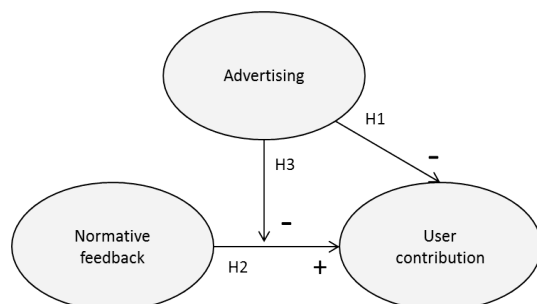 Advertising
H1
-
H3
-
Normative
feedback
H2
+
User
contribution